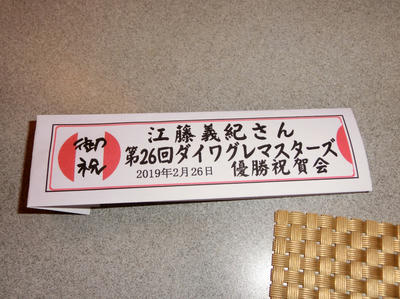 御祝
江藤義紀さん
第26回ダイワグレマスターズ
2019年2月26日 優勝祝賀会